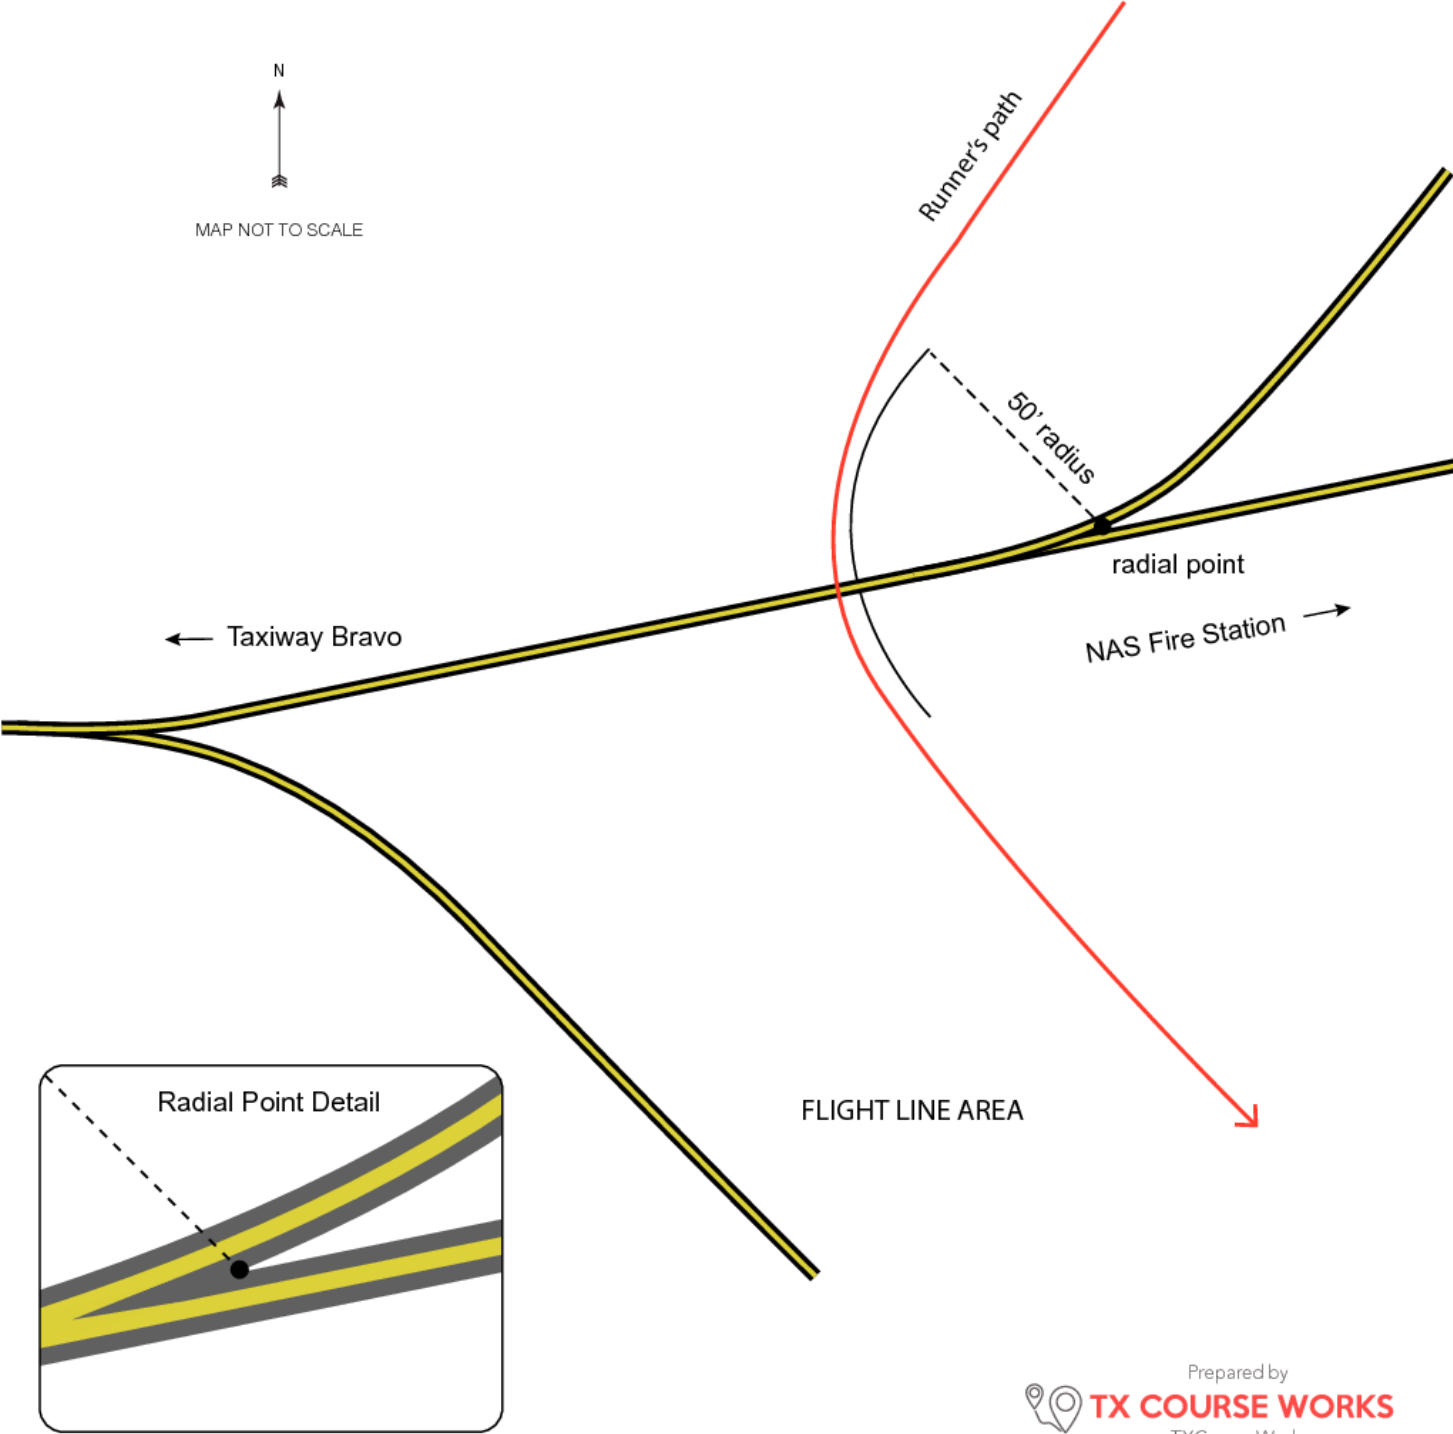 N
MAP NOT TO SCALE
Runner's path
50' radius
radial point
NAS Fire Station
Taxiway Bravo
Radial Point Detail
FLIGHT LINE AREA
Prepared by
TX COURSE WORKS